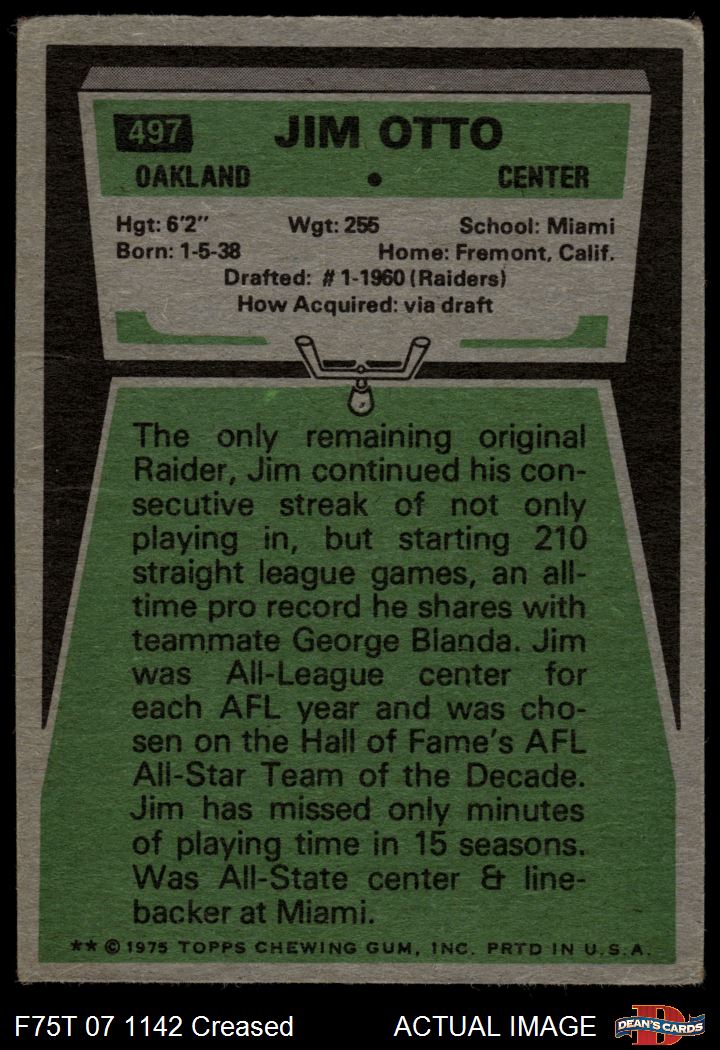 497 JIM OTTO
OAKLAND • CENTER
Hgt: 6'2" Wgt: 255 School: Miami
Born: 1-5-38 Home: Fremont, Calif.
Drafted: #1-1960 (Raiders)
How Acquired: via draft
The only remaining original
Raider, Jim continued his con-
secutive streak of not only
playing in, but starting 210
straight league games, an all-
time pro record he shares with
teammate George Blanda. Jim
was All-League center for
each AFL year and was cho-
sen on the Hall of Fame's AFL
All-Star Team of the Decade.
Jim has missed only minutes
of playing time in 15 seasons.
Was All-State center & line-
backer at Miami.
** © 1975 TOPPS CHEWING GUM, INC. PRTD IN U.S.A.
F75T 07 1142 Creased ACTUAL IMAGE DEAN'S CARDS